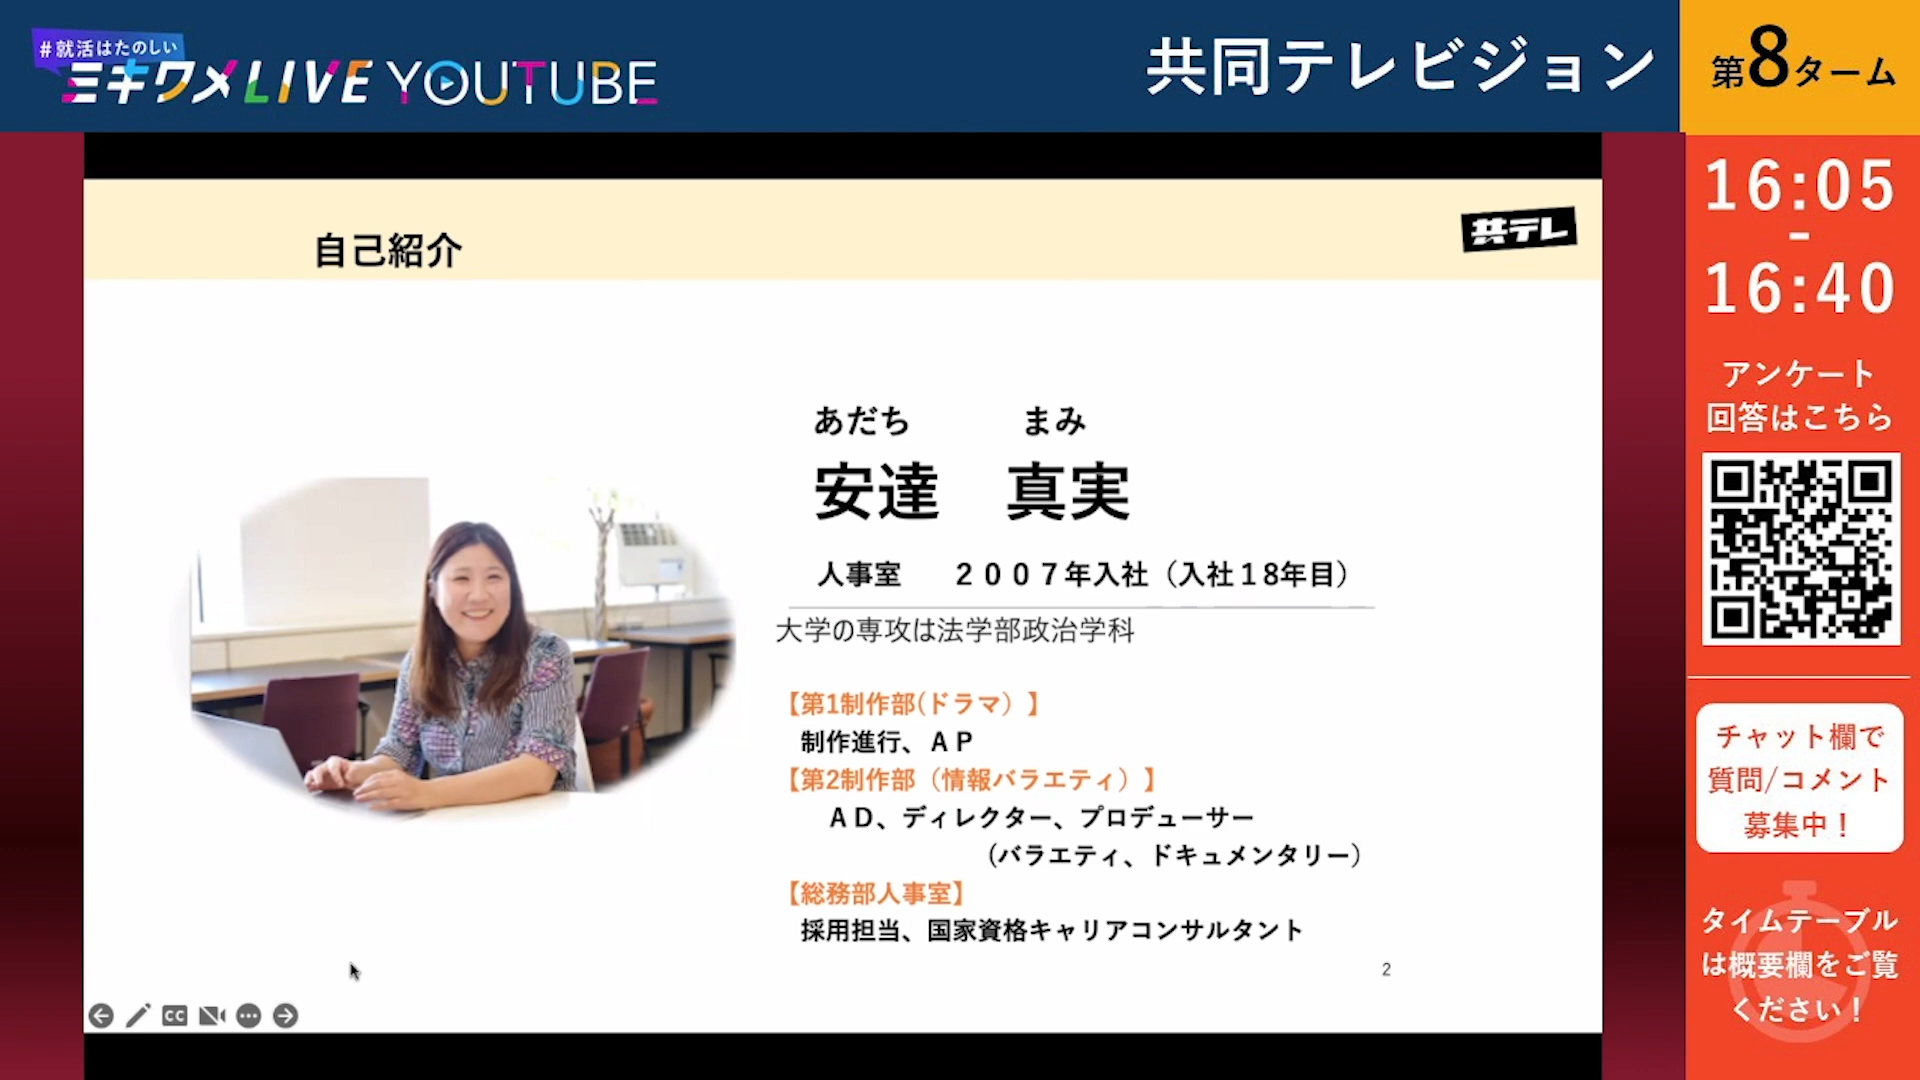 #就活はたのしい
ミキワメLIVE YOUTUBE
共同テレビジョン
第8ターム
自己紹介
共テレ
あだち まみ
安達 真実
人事室 ２００７年入社（入社１8年目）
大学の専攻は法学部政治学科
【第1制作部(ドラマ）】
制作進行、ＡＰ
【第2制作部（情報バラエティ）】
ＡＤ、ディレクター、プロデューサー
（バラエティ、ドキュメンタリー）
【総務部人事室】
採用担当、国家資格キャリアコンサルタント
2
CC
16:05
-
16:40
アンケート
回答はこちら
チャット欄で
質問/コメント
募集中！
タイムテーブル
は概要欄をご覧
ください！